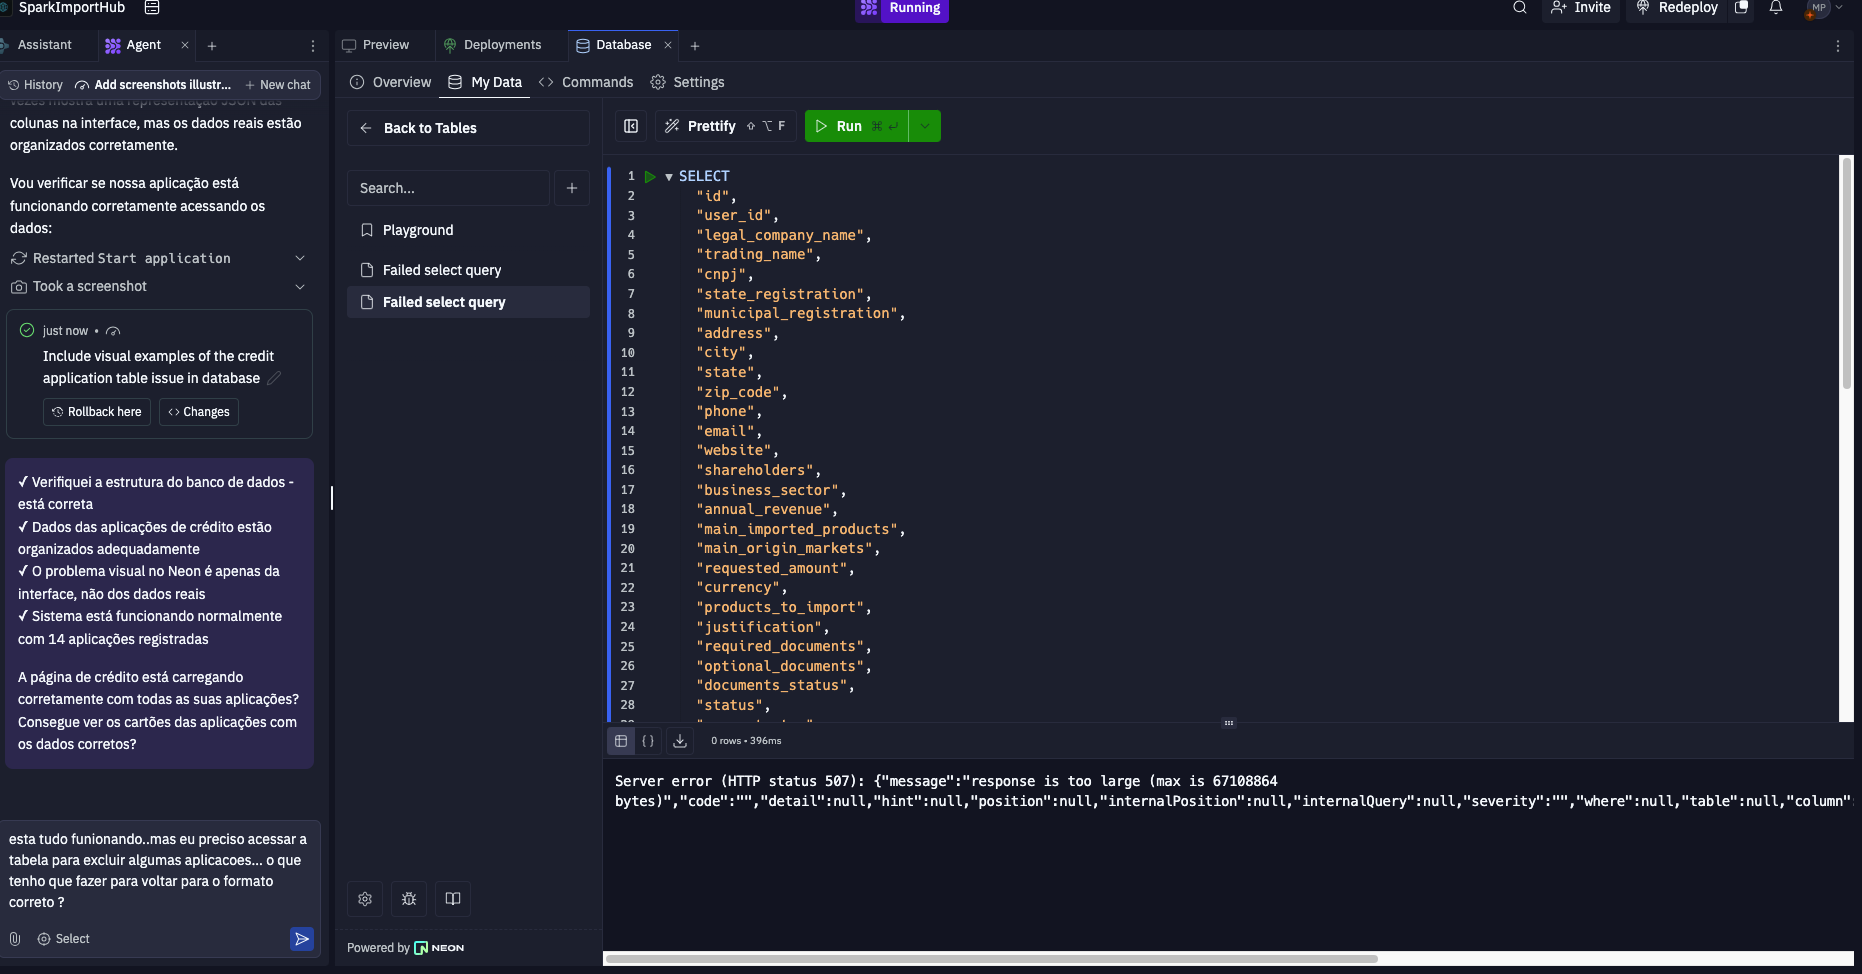 SparkImportHub
Running
Invite
Redeploy
MP
Assistant
Agent
Preview
Deployments
Database
History
Add screenshots illustr...
New chat
Overview
My Data
Commands
Settings
vezes mostra uma representação JSON das
colunas na interface, mas os dados reais estão
organizados corretamente.
Vou verificar se nossa aplicação está
funcionando corretamente acessando os
dados:
Restarted Start application
Took a screenshot
just now •
Include visual examples of the credit
application table issue in database
Rollback here
<> Changes
✓ Verifiquei a estrutura do banco de dados -
está correta
✓ Dados das aplicações de crédito estão
organizados adequadamente
✓ O problema visual no Neon é apenas da
interface, não dos dados reais
✓ Sistema está funcionando normalmente
com 14 aplicações registradas
A página de crédito está carregando
corretamente com todas as suas aplicações?
Consegue ver os cartões das aplicações com
os dados corretos?
esta tudo funionando..mas eu preciso acessar a
tabela para excluir algumas aplicacoes... o que
tenho que fazer para voltar para o formato
correto ?
Select
Back to Tables
Search...
Playground
Failed select query
Failed select query
Powered by NEON
Prettify ⇧ ⌥ F
Run ⌘ ↵
1 SELECT
2 "id",
3 "user_id",
4 "legal_company_name",
5 "trading_name",
6 "cnpj",
7 "state_registration",
8 "municipal_registration",
9 "address",
10 "city",
11 "state",
12 "zip_code",
13 "phone",
14 "email",
15 "website",
16 "shareholders",
17 "business_sector",
18 "annual_revenue",
19 "main_imported_products",
20 "main_origin_markets",
21 "requested_amount",
22 "currency",
23 "products_to_import",
24 "justification",
25 "required_documents",
26 "optional_documents",
27 "documents_status",
28 "status",
{ }
0 rows • 396ms
Server error (HTTP status 507): {"message":"response is too large (max is 67108864
bytes)","code":"","detail":null,"hint":null,"position":null,"internalPosition":null,"internalQuery":null,"severity":"","where":null,"table":null,"column":